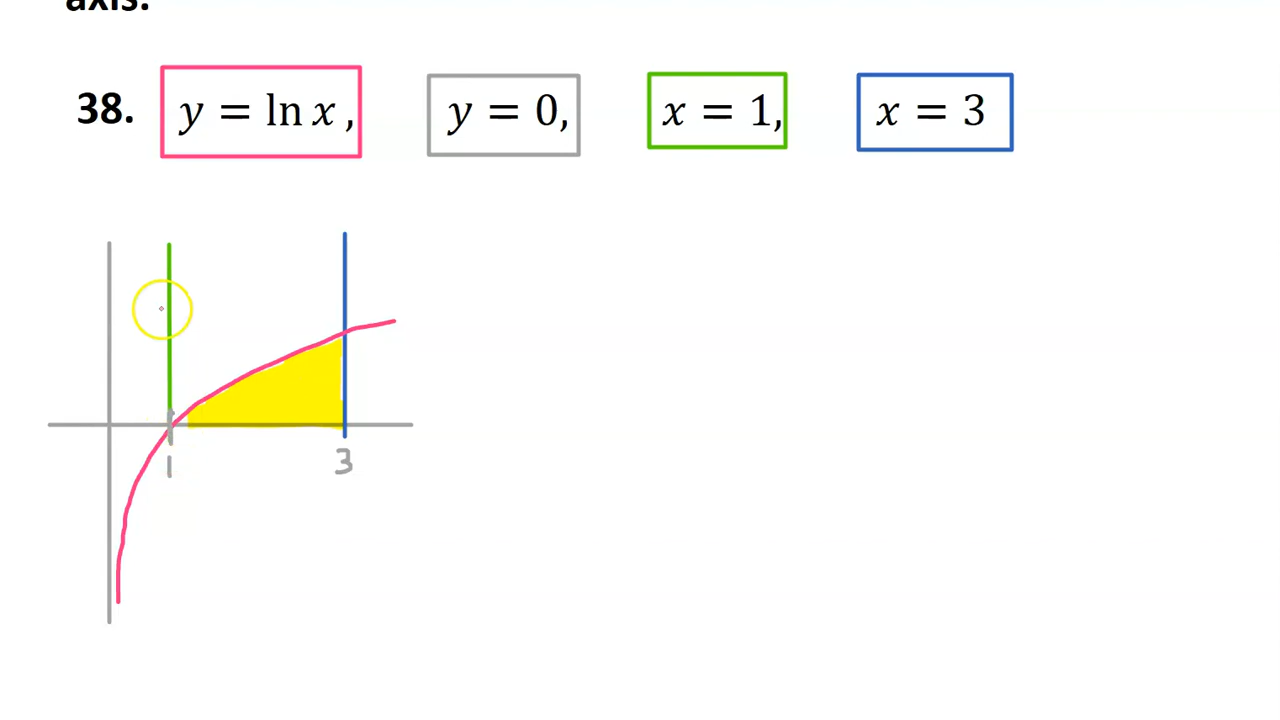 axis.
38. y = ln x, y = 0, x = 1, x = 3
1 3